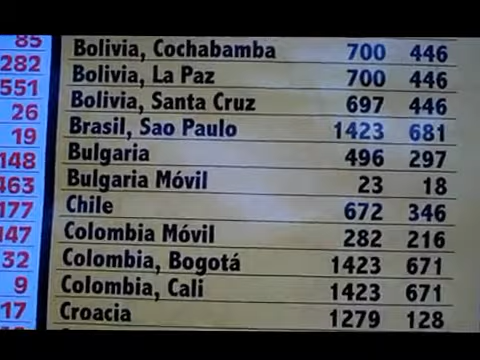 85
282
551
26
19
148
463
177
147
32
9
17
Bolivia, Cochabamba 700 446
Bolivia, La Paz 700 446
Bolivia, Santa Cruz 697 446
Brasil, Sao Paulo 1423 681
Bulgaria 496 297
Bulgaria Móvil 23 18
Chile 672 346
Colombia Móvil 282 216
Colombia, Bogotá 1423 671
Colombia, Cali 1423 671
Croacia 1279 128